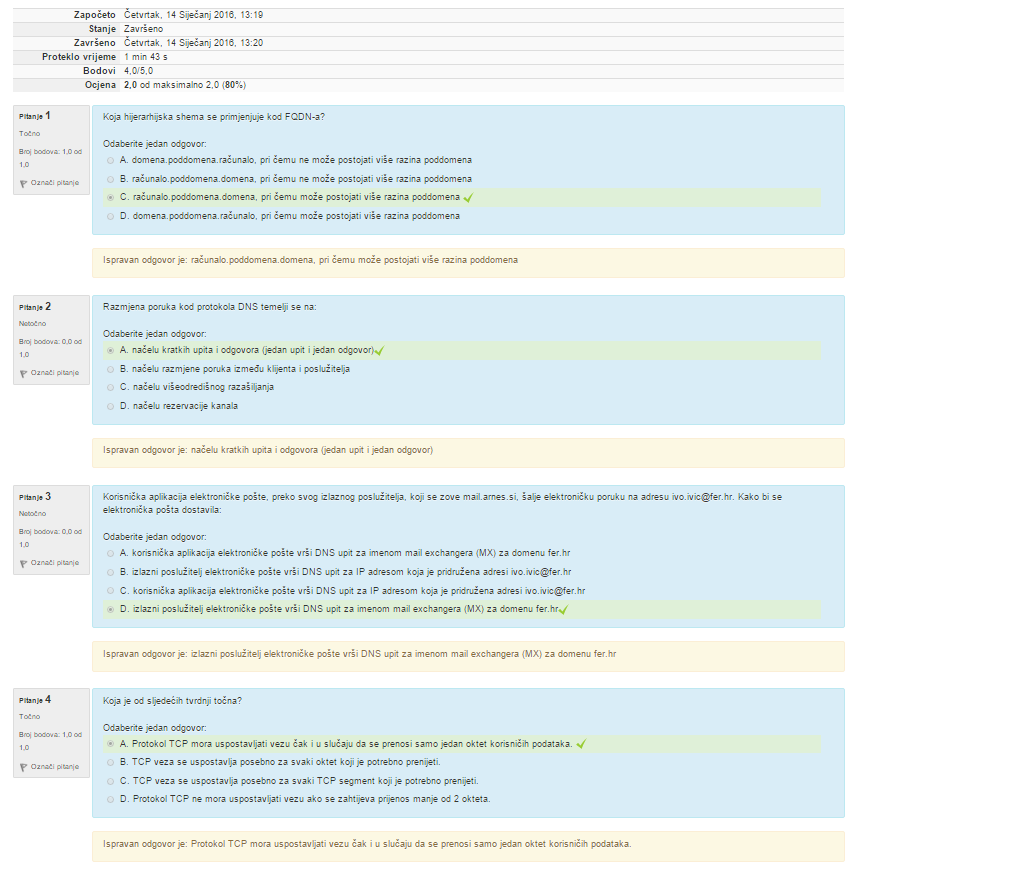 Započeto Četvrtak, 14 Siječanj 2016, 13:19
Stanje Završeno
Završeno Četvrtak, 14 Siječanj 2016, 13:20
Proteklo vrijeme 1 min 43 s
Bodovi 4,0/5,0
Ocjena 2,0 od maksimalno 2,0 (80%)
Pitanje 1
Točno
Broj bodova: 1,0 od
1,0
Označi pitanje
Koja hijerarhijska shema se primjenjuje kod FQDN-a?
Odaberite jedan odgovor:
A. domena.poddomena.računalo, pri čemu ne može postojati više razina poddomena
B. računalo.poddomena.domena, pri čemu ne može postojati više razina poddomena
C. računalo.poddomena.domena, pri čemu može postojati više razina poddomena
D. domena.poddomena.računalo, pri čemu može postojati više razina poddomena
Ispravan odgovor je: računalo.poddomena.domena, pri čemu može postojati više razina poddomena
Pitanje 2
Netočno
Broj bodova: 0,0 od
1,0
Označi pitanje
Razmjena poruka kod protokola DNS temelji se na:
Odaberite jedan odgovor:
A. načelu kratkih upita i odgovora (jedan upit i jedan odgovor)
B. načelu razmjene poruka između klijenta i poslužitelja
C. načelu višeodredišnog razašiljanja
D. načelu rezervacije kanala
Ispravan odgovor je: načelu kratkih upita i odgovora (jedan upit i jedan odgovor)
Pitanje 3
Netočno
Broj bodova: 0,0 od
1,0
Označi pitanje
Korisnička aplikacija elektroničke pošte, preko svog izlaznog poslužitelja, koji se zove mail.arnes.si, šalje elektroničku poruku na adresu ivo.ivic@fer.hr. Kako bi se
elektronička pošta dostavila:
Odaberite jedan odgovor:
A. korisnička aplikacija elektroničke pošte vrši DNS upit za imenom mail exchangera (MX) za domenu fer.hr
B. izlazni poslužitelj elektroničke pošte vrši DNS upit za IP adresom koja je pridružena adresi ivo.ivic@fer.hr
C. korisnička aplikacija elektroničke pošte vrši DNS upit za IP adresom koja je pridružena adresi ivo.ivic@fer.hr
D. izlazni poslužitelj elektroničke pošte vrši DNS upit za imenom mail exchangera (MX) za domenu fer.hr
Ispravan odgovor je: izlazni poslužitelj elektroničke pošte vrši DNS upit za imenom mail exchangera (MX) za domenu fer.hr
Pitanje 4
Točno
Broj bodova: 1,0 od
1,0
Označi pitanje
Koja je od sljedećih tvrdnji točna?
Odaberite jedan odgovor:
A. Protokol TCP mora uspostavljati vezu čak i u slučaju da se prenosi samo jedan oktet korisničkih podataka.
B. TCP veza se uspostavlja posebno za svaki oktet koji je potrebno prenijeti.
C. TCP veza se uspostavlja posebno za svaki TCP segment koji je potrebno prenijeti.
D. Protokol TCP ne mora uspostavljati vezu ako se zahtijeva prijenos manje od 2 okteta.
Ispravan odgovor je: Protokol TCP mora uspostavljati vezu čak i u slučaju da se prenosi samo jedan oktet korisničkih podataka.